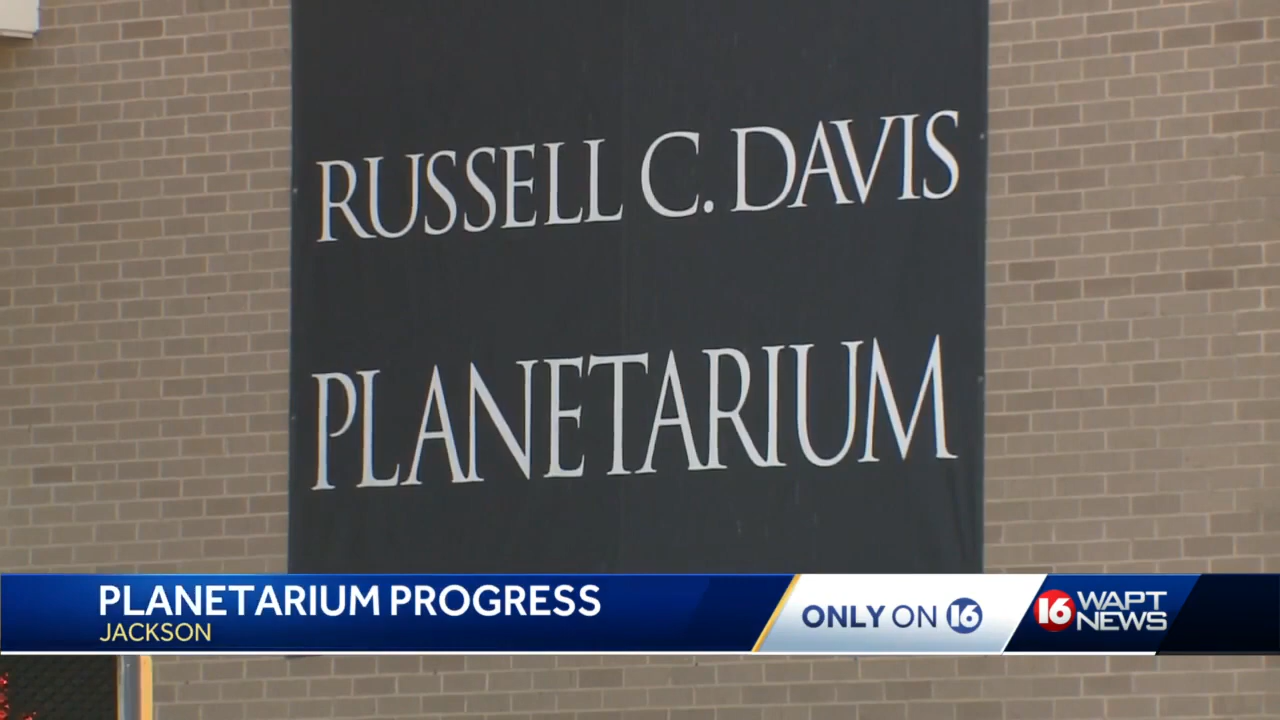 RUSSELL C. DAVIS
PLANETARIUM
PLANETARIUM PROGRESS
JACKSON
ONLY ON 16
16 WAPT
NEWS